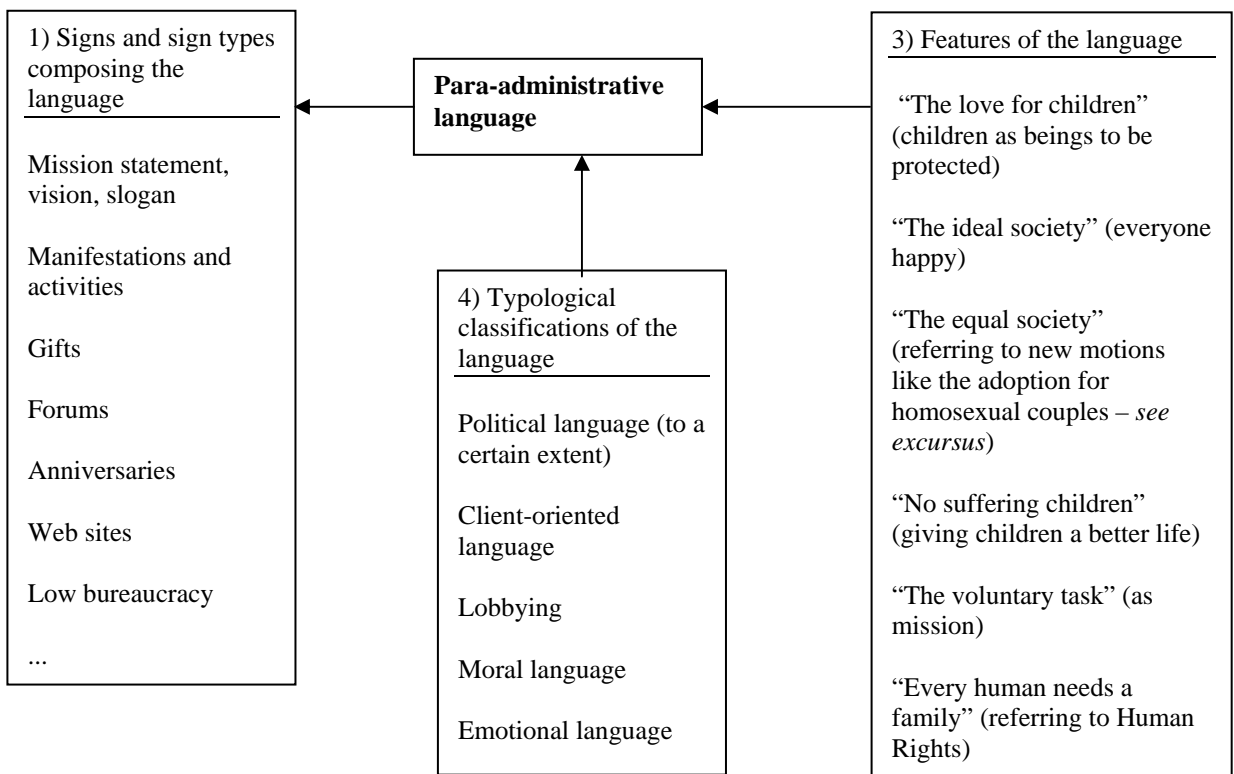 1) Signs and sign types
composing the
language
Mission statement,
vision, slogan
Manifestations and
activities
Gifts
Forums
Anniversaries
Web sites
Low bureaucracy
...
Para-administrative
language
4) Typological
classifications of the
language
Political language (to a
certain extent)
Client-oriented
language
Lobbying
Moral language
Emotional language
3) Features of the language
“The love for children”
(children as beings to be
protected)
“The ideal society” (everyone
happy)
“The equal society”
(referring to new motions
like the adoption for
homosexual couples – see
excursus)
“No suffering children”
(giving children a better life)
“The voluntary task” (as
mission)
“Every human needs a
family” (referring to Human
Rights)